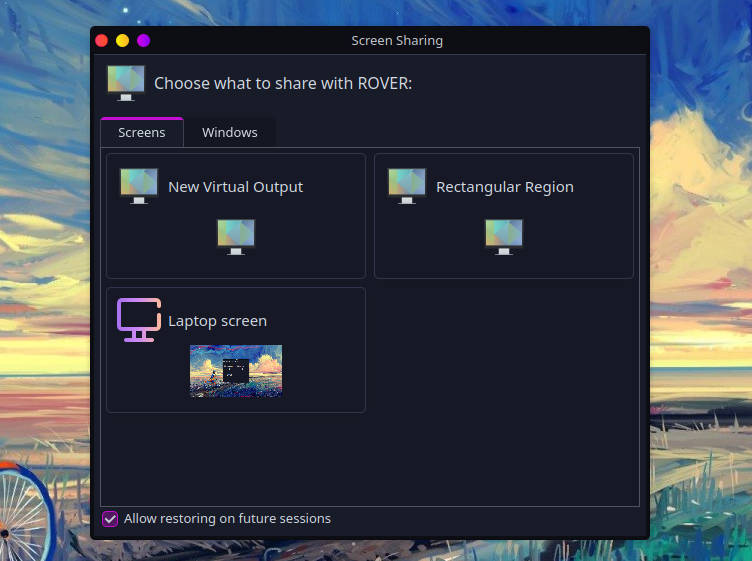 Screen Sharing
Choose what to share with ROVER:
Screens
Windows
New Virtual Output
Rectangular Region
Laptop screen
Allow restoring on future sessions